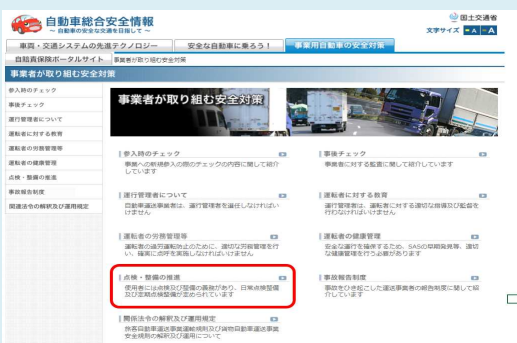 自動車総合安全情報
～ 自動車の安全な交通を目指して ～
国土交通省
文字サイズ -A ～A
車両・交通システムの先進テクノロジー
安全な自動車に乗ろう！
事業用自動車の安全対策
自賠責保険ポータルサイト
事業者が取り組む安全対策
事業者が取り組む安全対策
参入時のチェック
事後チェック
運行管理者について
運転者に対する教育
運転者の労務管理等
運転者の健康管理
点検・整備の推進
事故報告制度
関連法令の解釈及び運用規定
事業者が取り組む安全対策
参入時のチェック
事業への新規参入の際のチェックの内容に関して紹介
しています
事後チェック
事業者に対する監査に関して紹介しています
運行管理者について
自動車運送事業者は、運行管理者を選任しなければい
けません
運転者に対する教育
運行管理者は、運転者に対する適切な指導及び監督を
行わなければいけません
運転者の労務管理等
運転者の過労運転防止のために、適切な労務管理を行
い、確実に点呼を実施しなければいけません
運転者の健康管理
安全な運行を確保するため、SASの早期発見等、適切
な健康管理を行う必要があります
点検・整備の推進
使用者には点検及び整備の義務があり、日常点検整備
及び定期点検整備が定められています
事故報告制度
事故をひき起こした運送事業者の報告制度に関して紹
介しています
関係法令の解釈及び運用規定
旅客自動車運送事業運輸規則及び貨物自動車運送事業
安全規則の解釈及び運用について